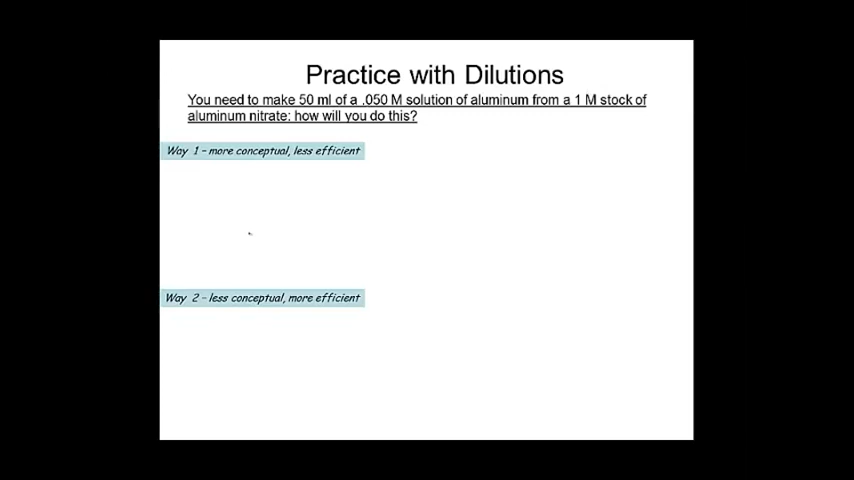 Practice with Dilutions
You need to make 50 ml of a .050 M solution of aluminum from a 1 M stock of
aluminum nitrate: how will you do this?
Way 1 - more conceptual, less efficient
Way 2 - less conceptual, more efficient